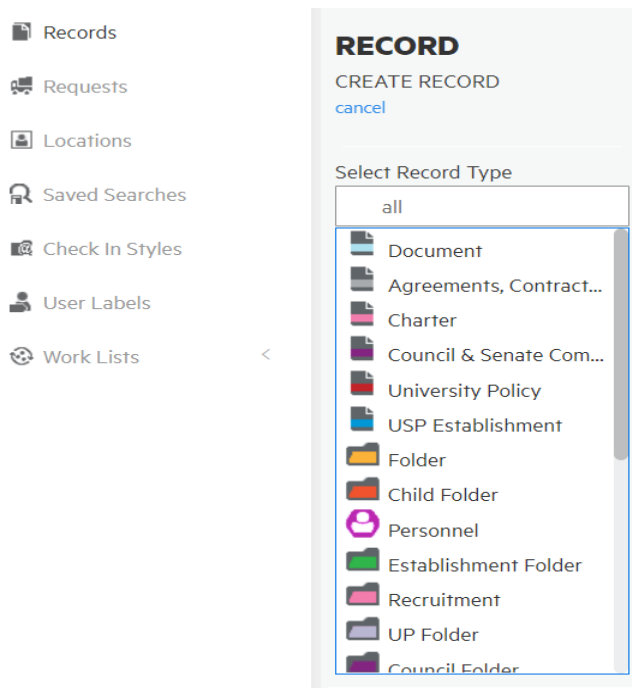 Records
Requests
Locations
Saved Searches
Check In Styles
User Labels
Work Lists <
RECORD
CREATE RECORD
cancel
Select Record Type
all
Document
Agreements, Contract...
Charter
Council & Senate Com...
University Policy
USP Establishment
Folder
Child Folder
Personnel
Establishment Folder
Recruitment
UP Folder
Council Folder